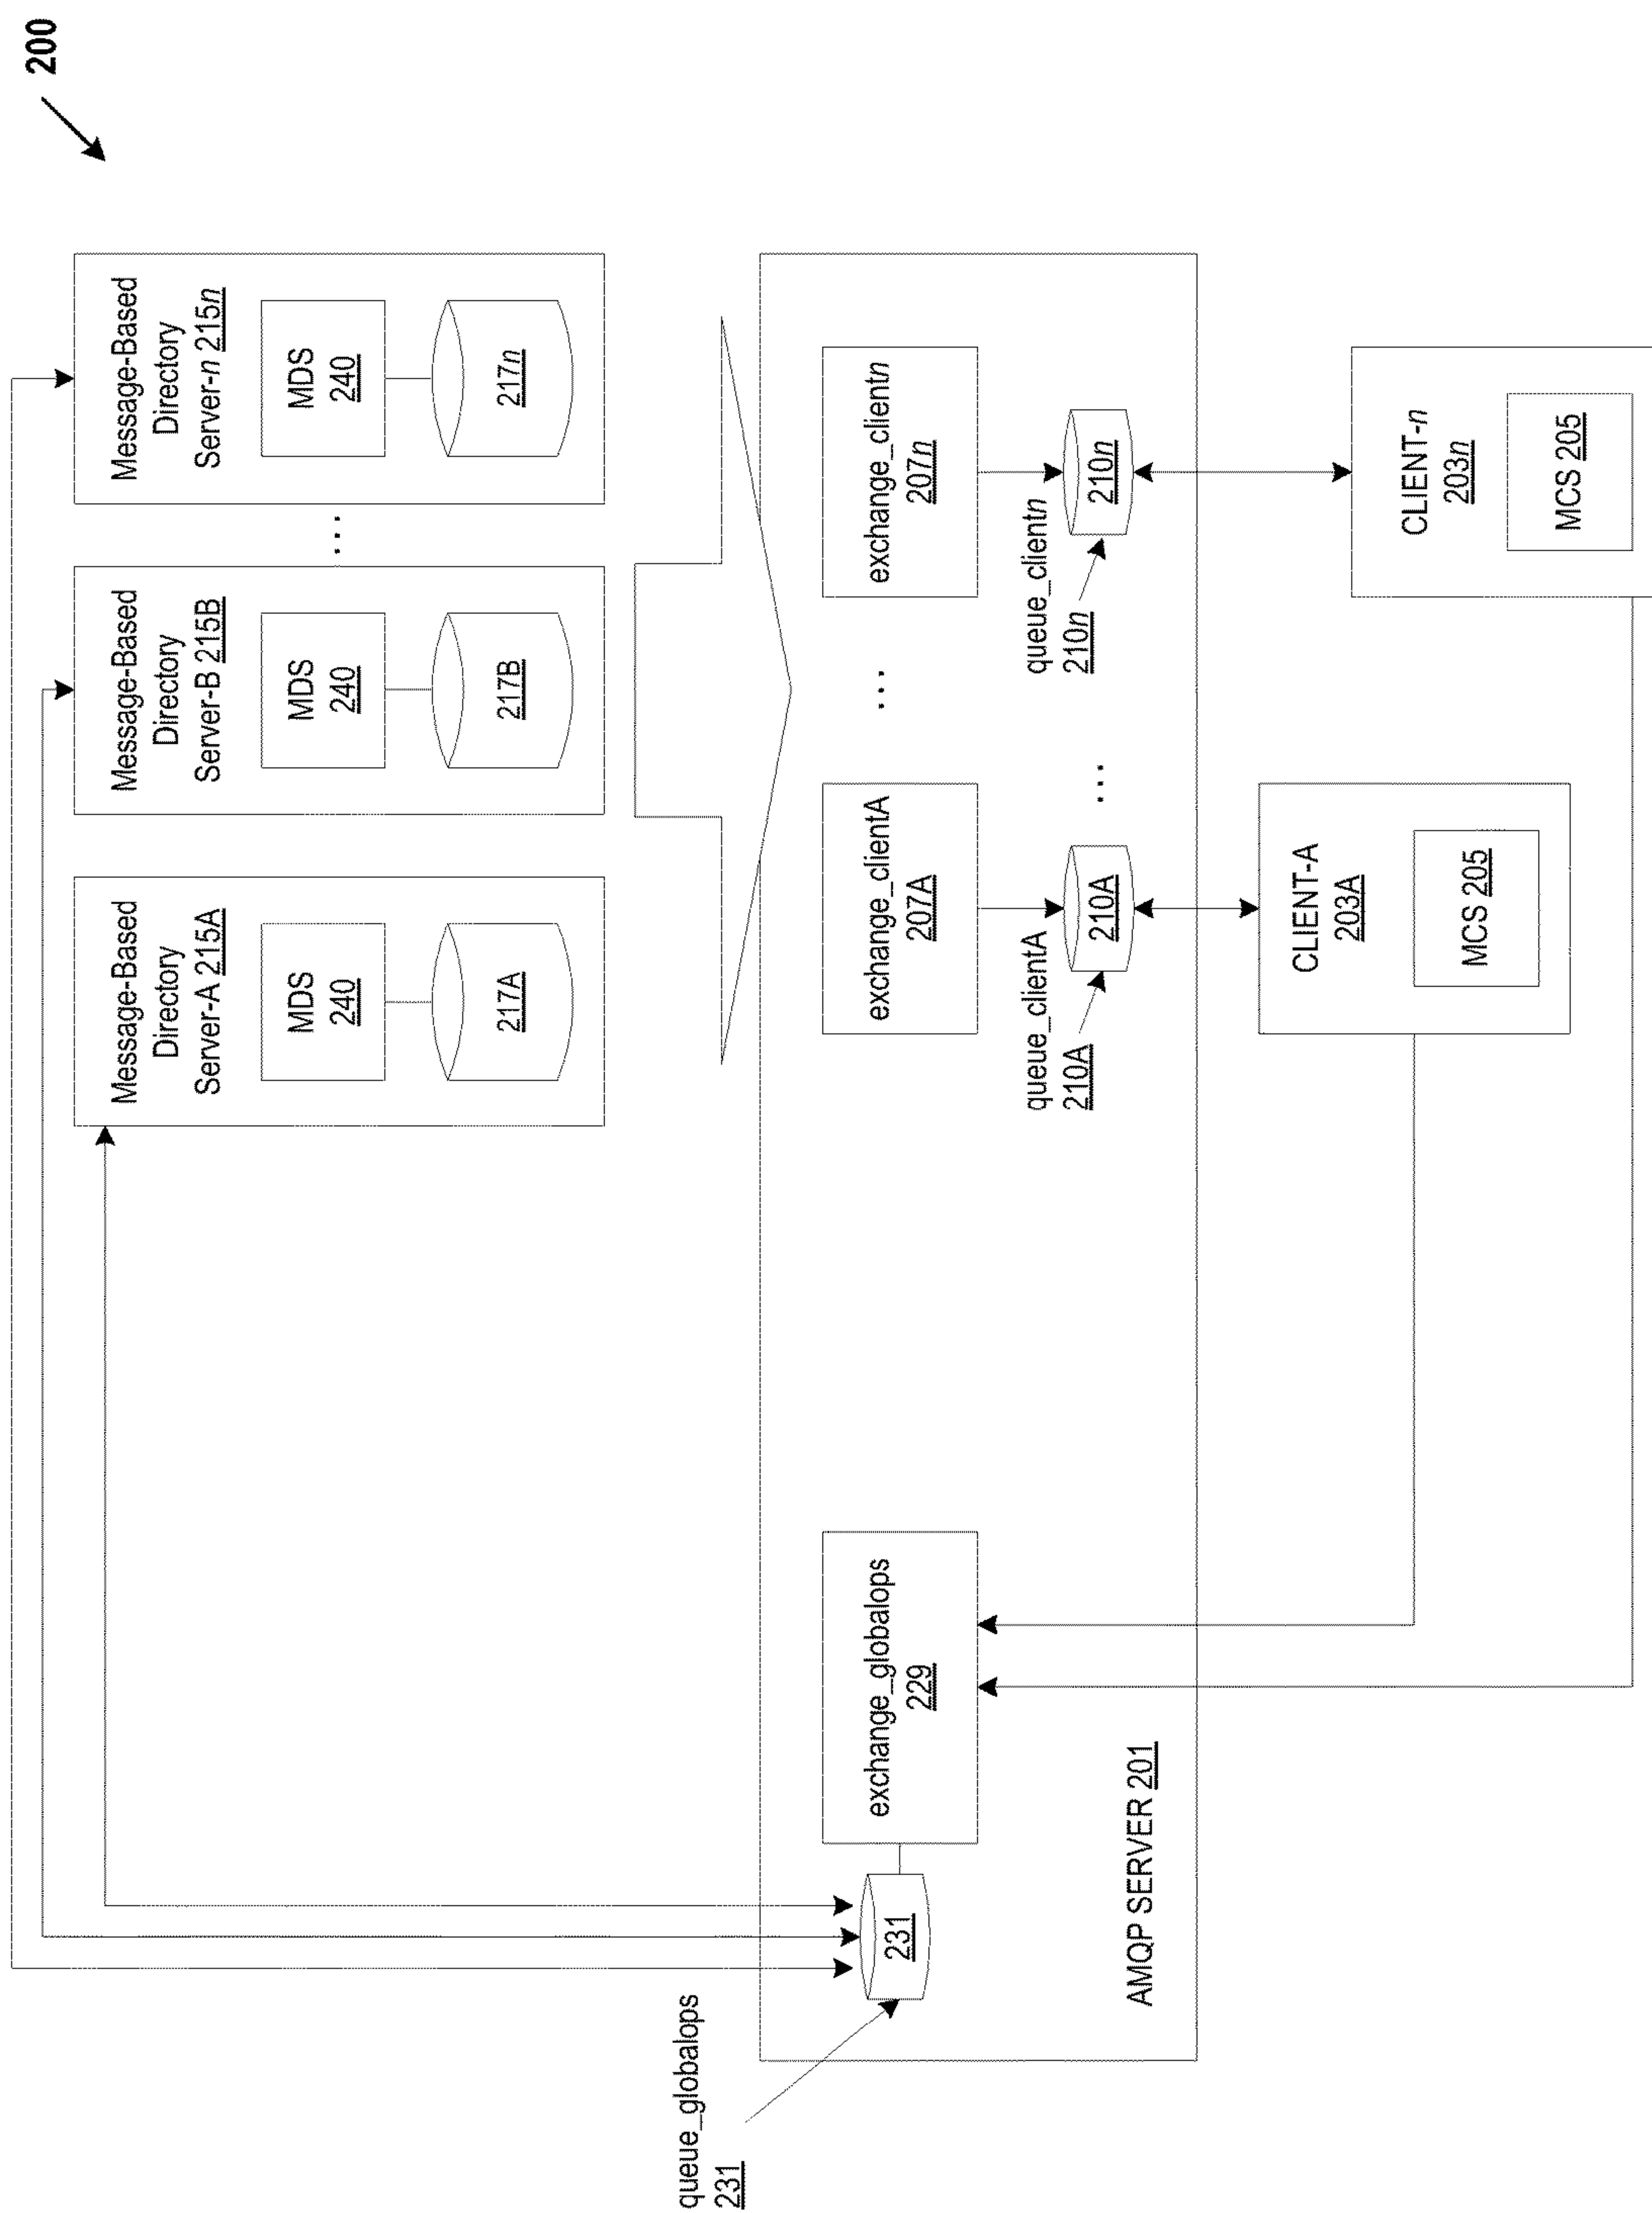 200
Message-Based
Directory
Server-A 215A
MDS
240
217A
Message-Based
Directory
Server-B 215B
MDS
240
217B
...
Message-Based
Directory
Server-n 215n
MDS
240
217n
queue_globalops
231
231
exchange_globalops
229
exchange_clientA
207A
...
exchange_clientn
207n
queue_clientA
210A
210A
...
queue_clientn
210n
210n
AMQP SERVER 201
CLIENT-A
203A
MCS 205
CLIENT-n
203n
MCS 205